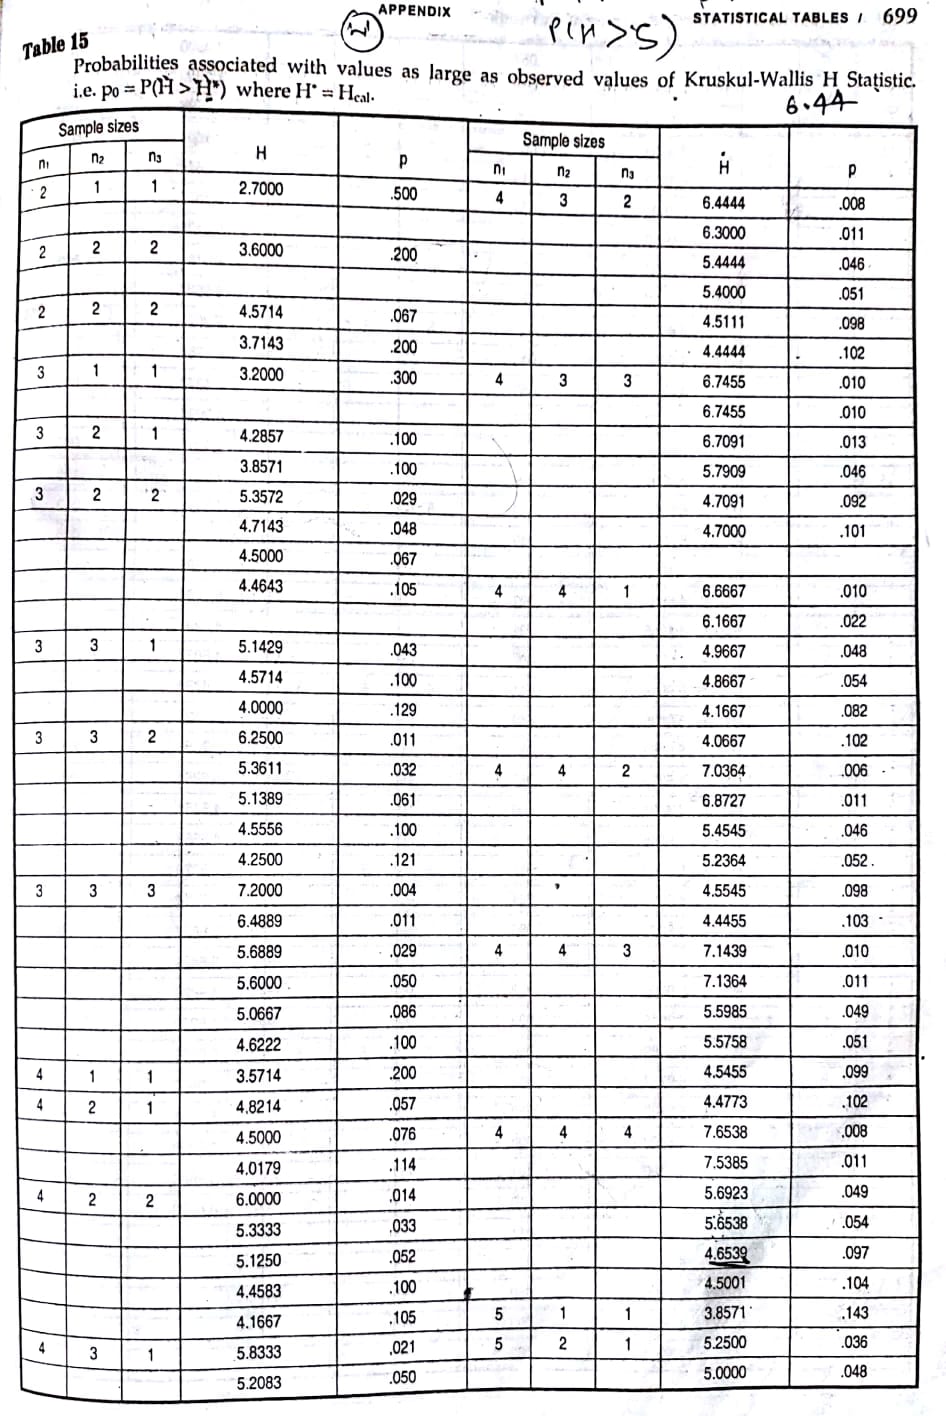 APPENDIX
P(H > 5)
STATISTICAL TABLES / 699
Table 15
Probabilities associated with values as large as observed values of Kruskul-Wallis H Statistic.
i.e. po = P(H > H*) where H* = Hcal.
6.44
Sample sizes H p Sample sizes H p
n1 n2 n3 n1 n2 n3
2 1 1 2.7000 .500 4 3 2 6.4444 .008
6.3000 .011
2 2 2 3.6000 .200 5.4444 .046
5.4000 .051
2 2 2 4.5714 .067 4.5111 .098
3.7143 .200 4.4444 .102
3 1 1 3.2000 .300 4 3 3 6.7455 .010
6.7455 .010
3 2 1 4.2857 .100 6.7091 .013
3.8571 .100 5.7909 .046
3 2 2 5.3572 .029 4.7091 .092
4.7143 .048 4.7000 .101
4.5000 .067
4.4643 .105 4 4 1 6.6667 .010
6.1667 .022
3 3 1 5.1429 .043 4.9667 .048
4.5714 .100 4.8667 .054
4.0000 .129 4.1667 .082
3 3 2 6.2500 .011 4.0667 .102
5.3611 .032 4 4 2 7.0364 .006
5.1389 .061 6.8727 .011
4.5556 .100 5.4545 .046
4.2500 .121 5.2364 .052
3 3 3 7.2000 .004 4.5545 .098
6.4889 .011 4.4455 .103
5.6889 .029 4 4 3 7.1439 .010
5.6000 .050 7.1364 .011
5.0667 .086 5.5985 .049
4.6222 .100 5.5758 .051
4 1 1 3.5714 .200 4.5455 .099
4 2 1 4.8214 .057 4.4773 .102
4.5000 .076 4 4 4 7.6538 .008
4.0179 .114 7.5385 .011
4 2 2 6.0000 .014 5.6923 .049
5.3333 .033 5.6538 .054
5.1250 .052 4.6539 .097
4.4583 .100 4.5001 .104
4.1667 .105 5 1 1 3.8571 .143
4 3 1 5.8333 .021 5 2 1 5.2500 .036
5.2083 .050 5.0000 .048